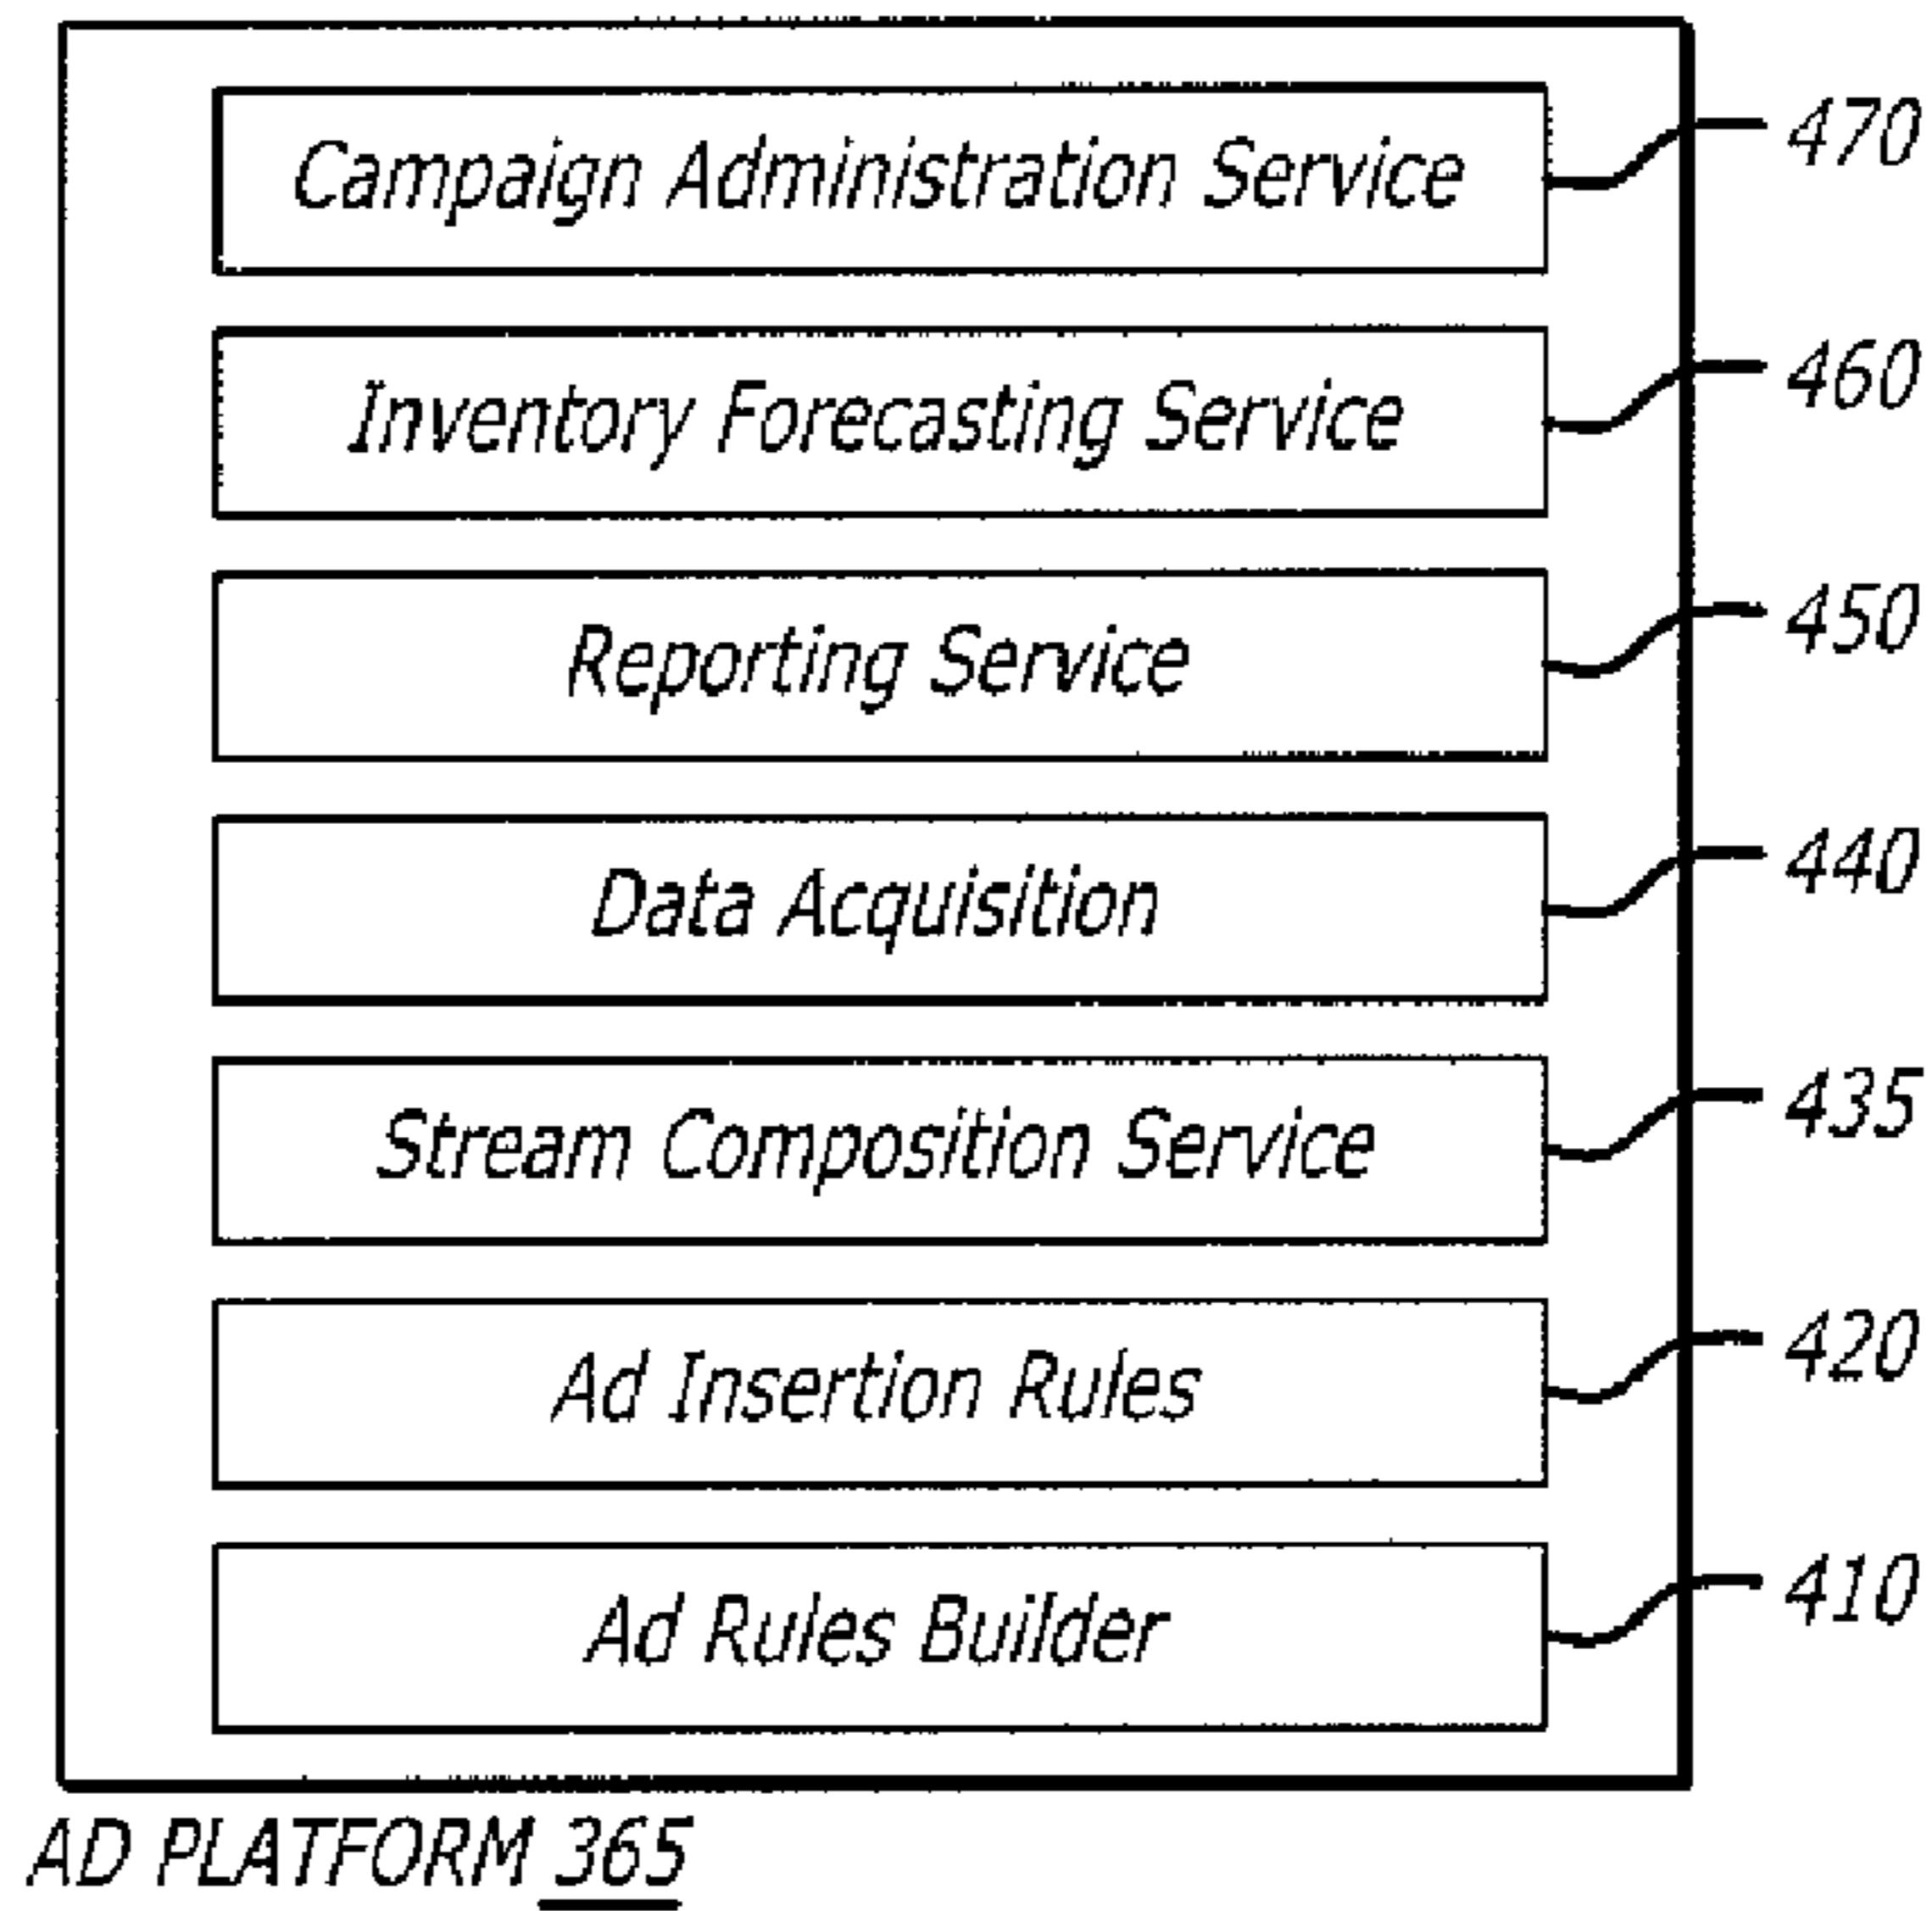 Campaign Administration Service 470
Inventory Forecasting Service 460
Reporting Service 450
Data Acquisition 440
Stream Composition Service 435
Ad Insertion Rules 420
Ad Rules Builder 410
AD PLATFORM 365